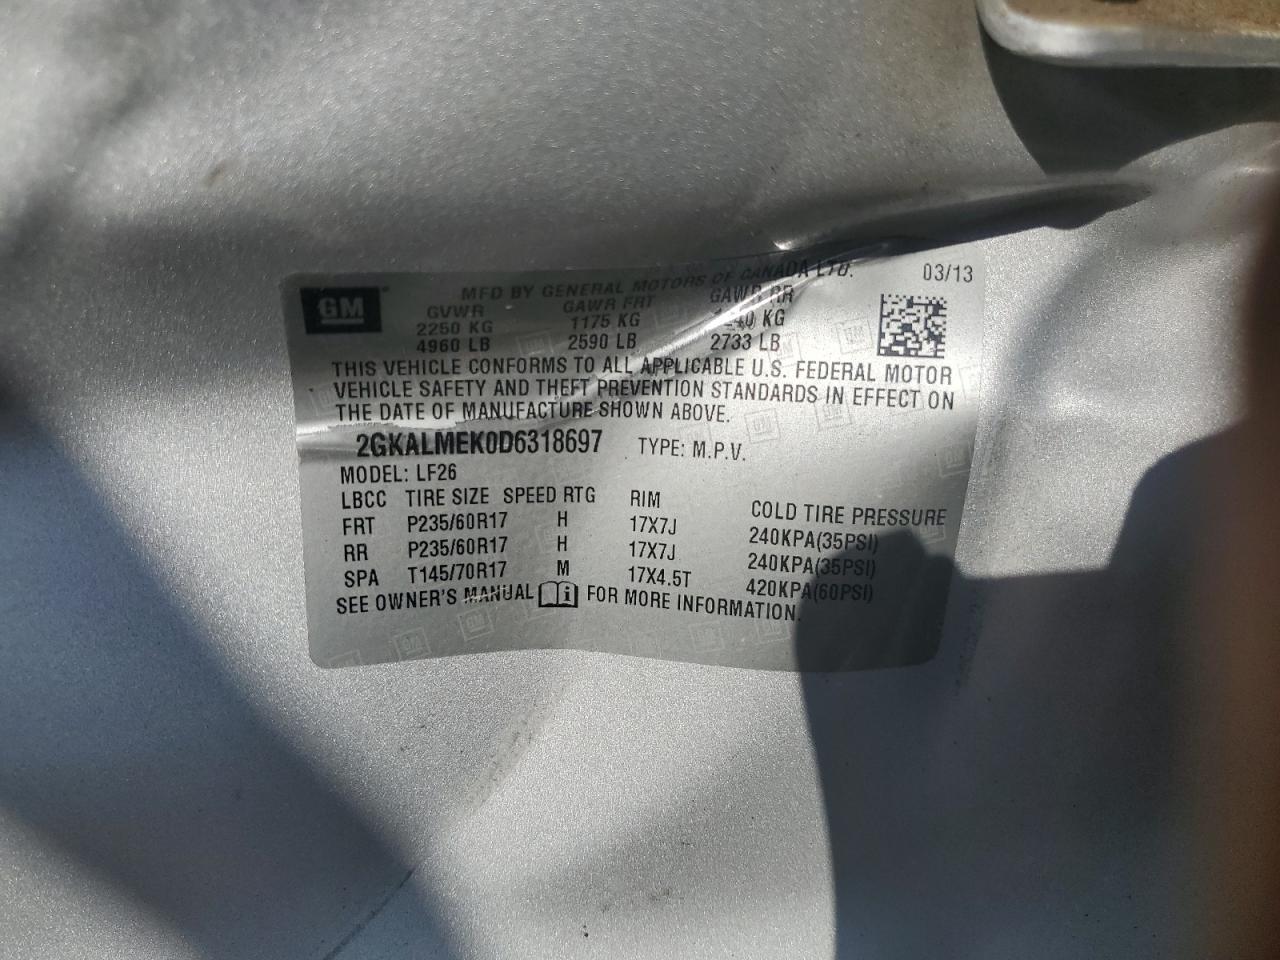 GM
MFD BY GENERAL MOTORS OF CANADA LTD. 03/13
GVWR GAWR FRT GAWR RR
2250 KG 1175 KG KG
4960 LB 2590 LB 2733 LB
THIS VEHICLE CONFORMS TO ALL APPLICABLE U.S. FEDERAL MOTOR
VEHICLE SAFETY AND THEFT PREVENTION STANDARDS IN EFFECT ON
THE DATE OF MANUFACTURE SHOWN ABOVE.
2GKALMEK0D6318697 TYPE: M.P.V.
MODEL: LF26
LBCC TIRE SIZE SPEED RTG RIM COLD TIRE PRESSURE
FRT P235/60R17 H 17X7J 240KPA(35PSI)
RR P235/60R17 H 17X7J 240KPA(35PSI)
SPA T145/70R17 M 17X4.5T 420KPA(60PSI)
SEE OWNER'S MANUAL i FOR MORE INFORMATION.